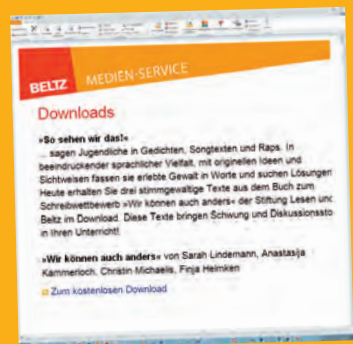 BELTZ
MEDIEN-SERVICE
Downloads
»So sehen wir das!«
... sagen Jugendliche in Gedichten, Songtexten und Raps. In
beeindruckender sprachlicher Vielfalt, mit originellen Ideen und
Sichtweisen fassen sie erlebte Gewalt in Worte und suchen Lösungen
Heute erhalten Sie drei stimmgewaltige Texte aus dem Buch zum
Schreibwettbewerb »Wir können auch anders« der Stiftung Lesen und
Beltz im Download. Diese Texte bringen Schwung und Diskussionssto
in Ihren Unterricht!
»Wir können auch anders« von Sarah Lindemann, Anastasija
Kammerloch, Christin Michaelis, Finja Helmken
Zum kostenlosen Download